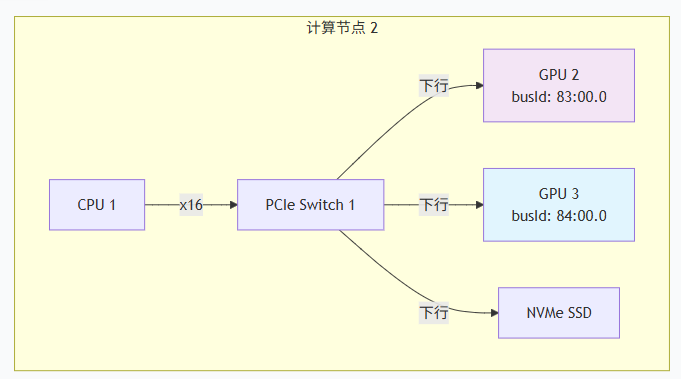 计算节点 2
CPU 1
x16
PCIe Switch 1
下行
GPU 2
busId: 83:00.0
下行
GPU 3
busId: 84:00.0
下行
NVMe SSD